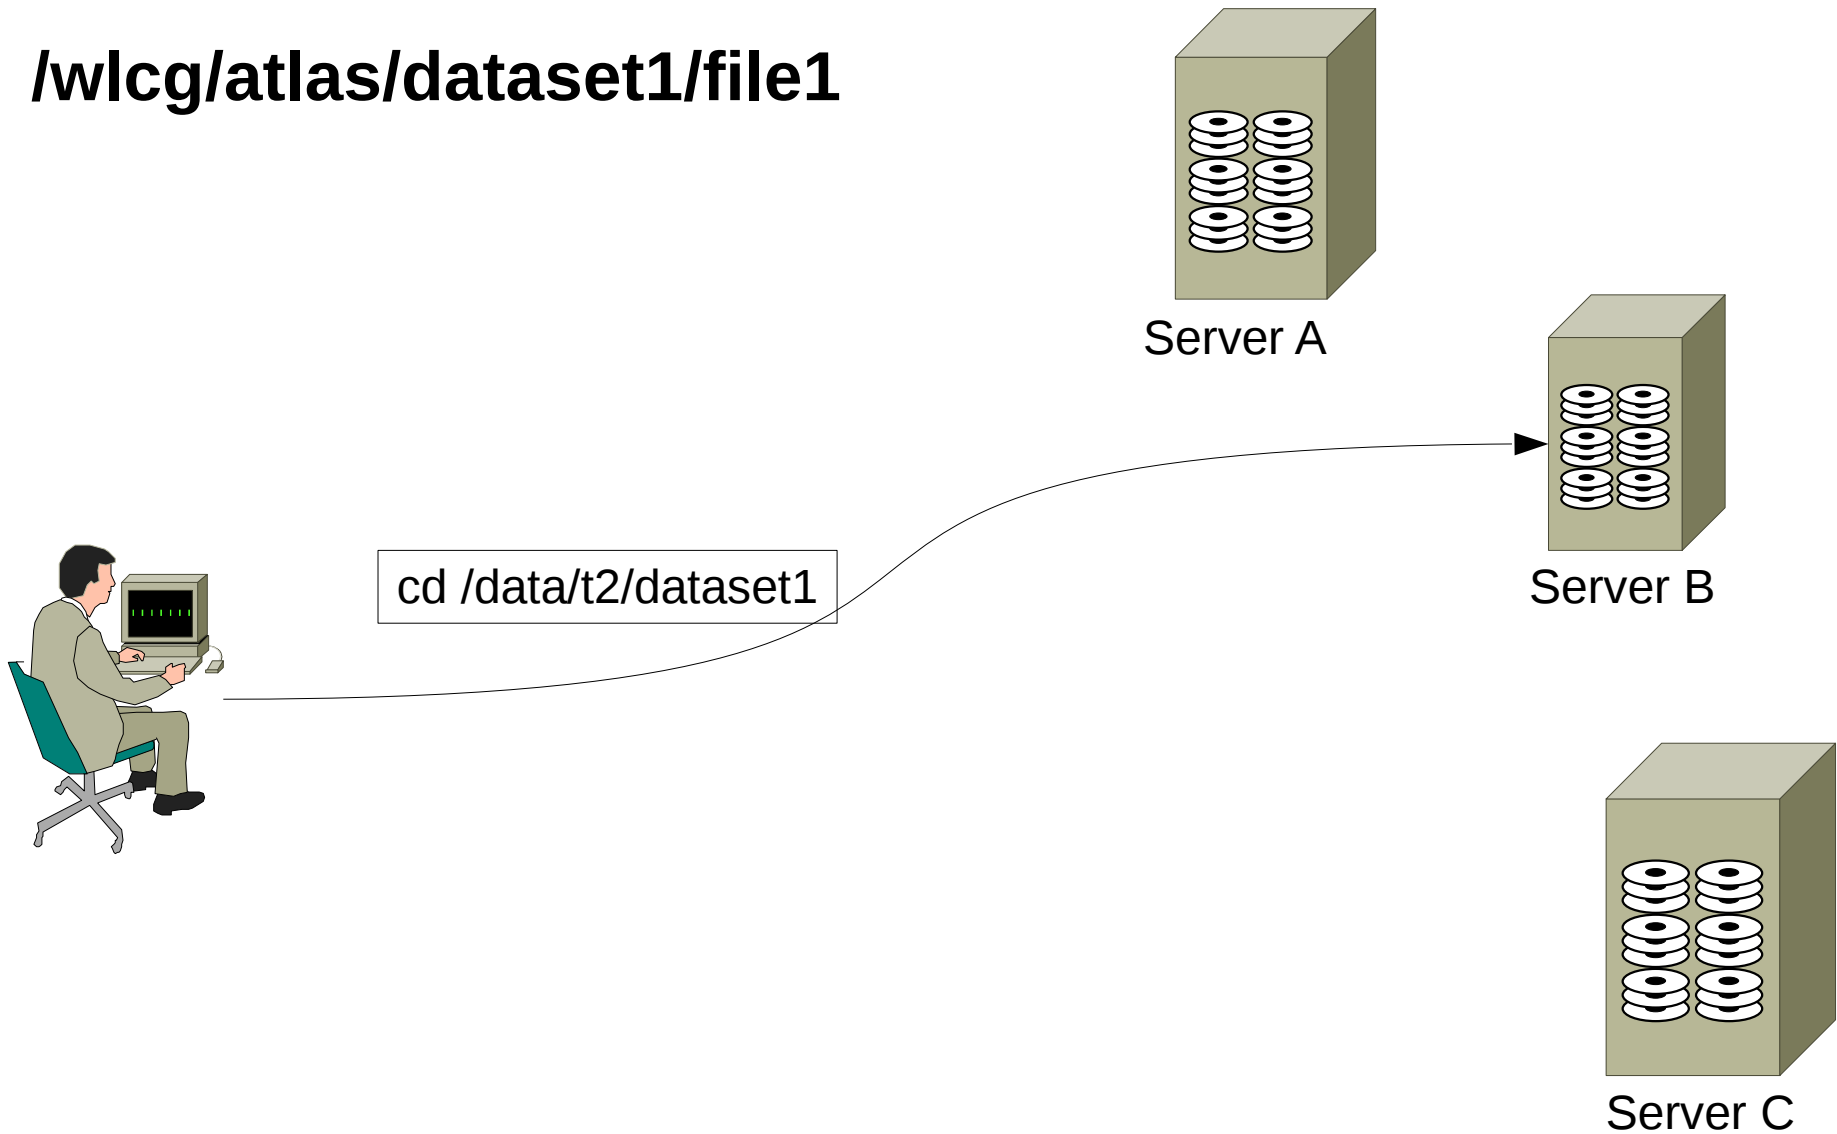 /wlcg/atlas/dataset1/file1
Server A
cd /data/t2/dataset1
Server B
Server C